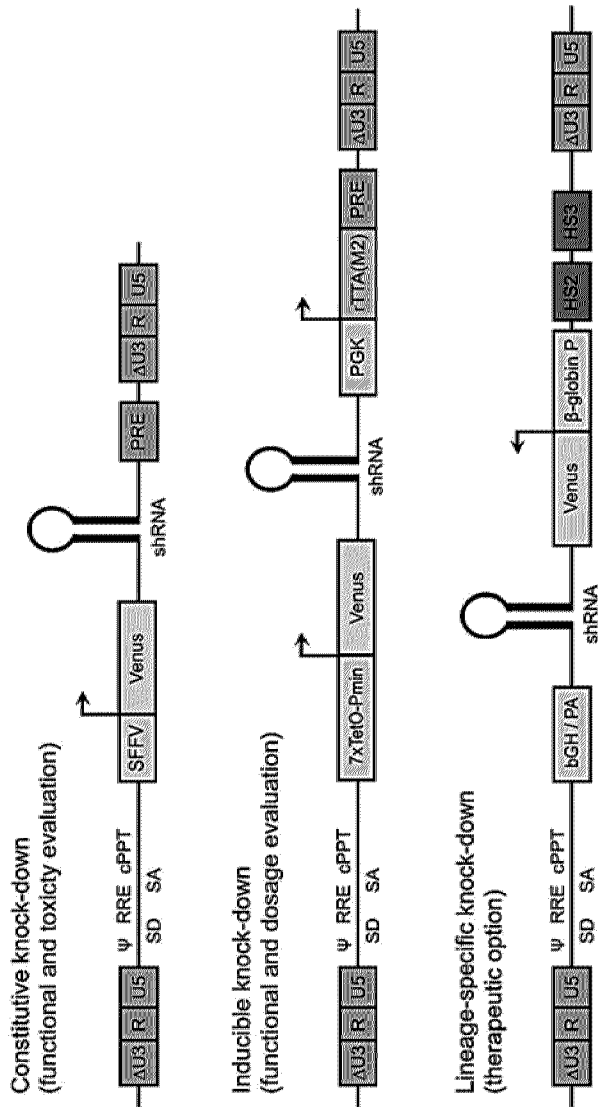 Constitutive knock-down
(functional and toxicty evaluation)
ΔU3 R U5
Ψ RRE cPPT
SD SA
SFFV Venus
shRNA
PRE
ΔU3 R U5
Inducible knock-down
(functional and dosage evaluation)
ΔU3 R U5
Ψ RRE cPPT
SD SA
7xTetO-Pmin Venus
shRNA
PGK rTTA(M2) PRE
ΔU3 R U5
Lineage-specific knock-down
(therapeutic option)
ΔU3 R U5
Ψ RRE cPPT
SD SA
bGH / PA
shRNA
Venus β-globin P HS2 HS3
ΔU3 R U5